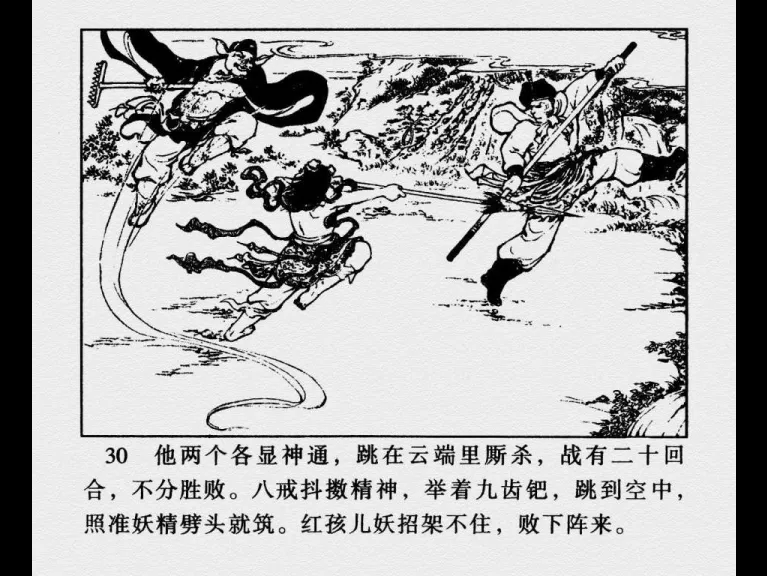 30 他两个各显神通，跳在云端里厮杀，战有二十回
合，不分胜败。八戒抖擞精神，举着九齿钯，跳到空中，
照准妖精劈头就筑。红孩儿妖招架不住，败下阵来。